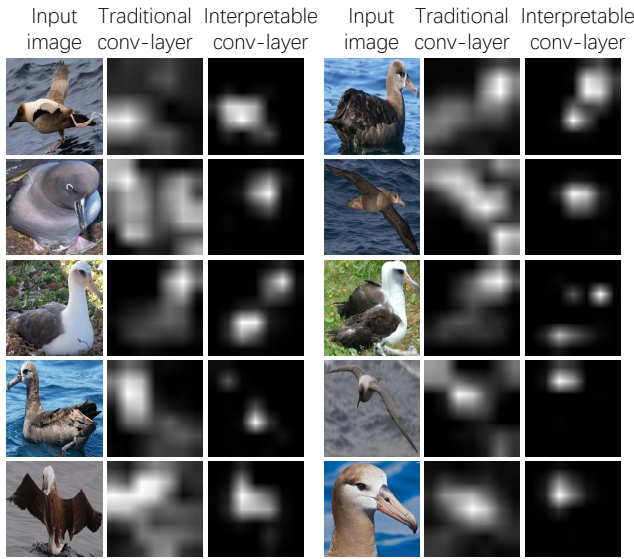 Input Traditional Interpretable Input Traditional Interpretable
image conv-layer conv-layer image conv-layer conv-layer